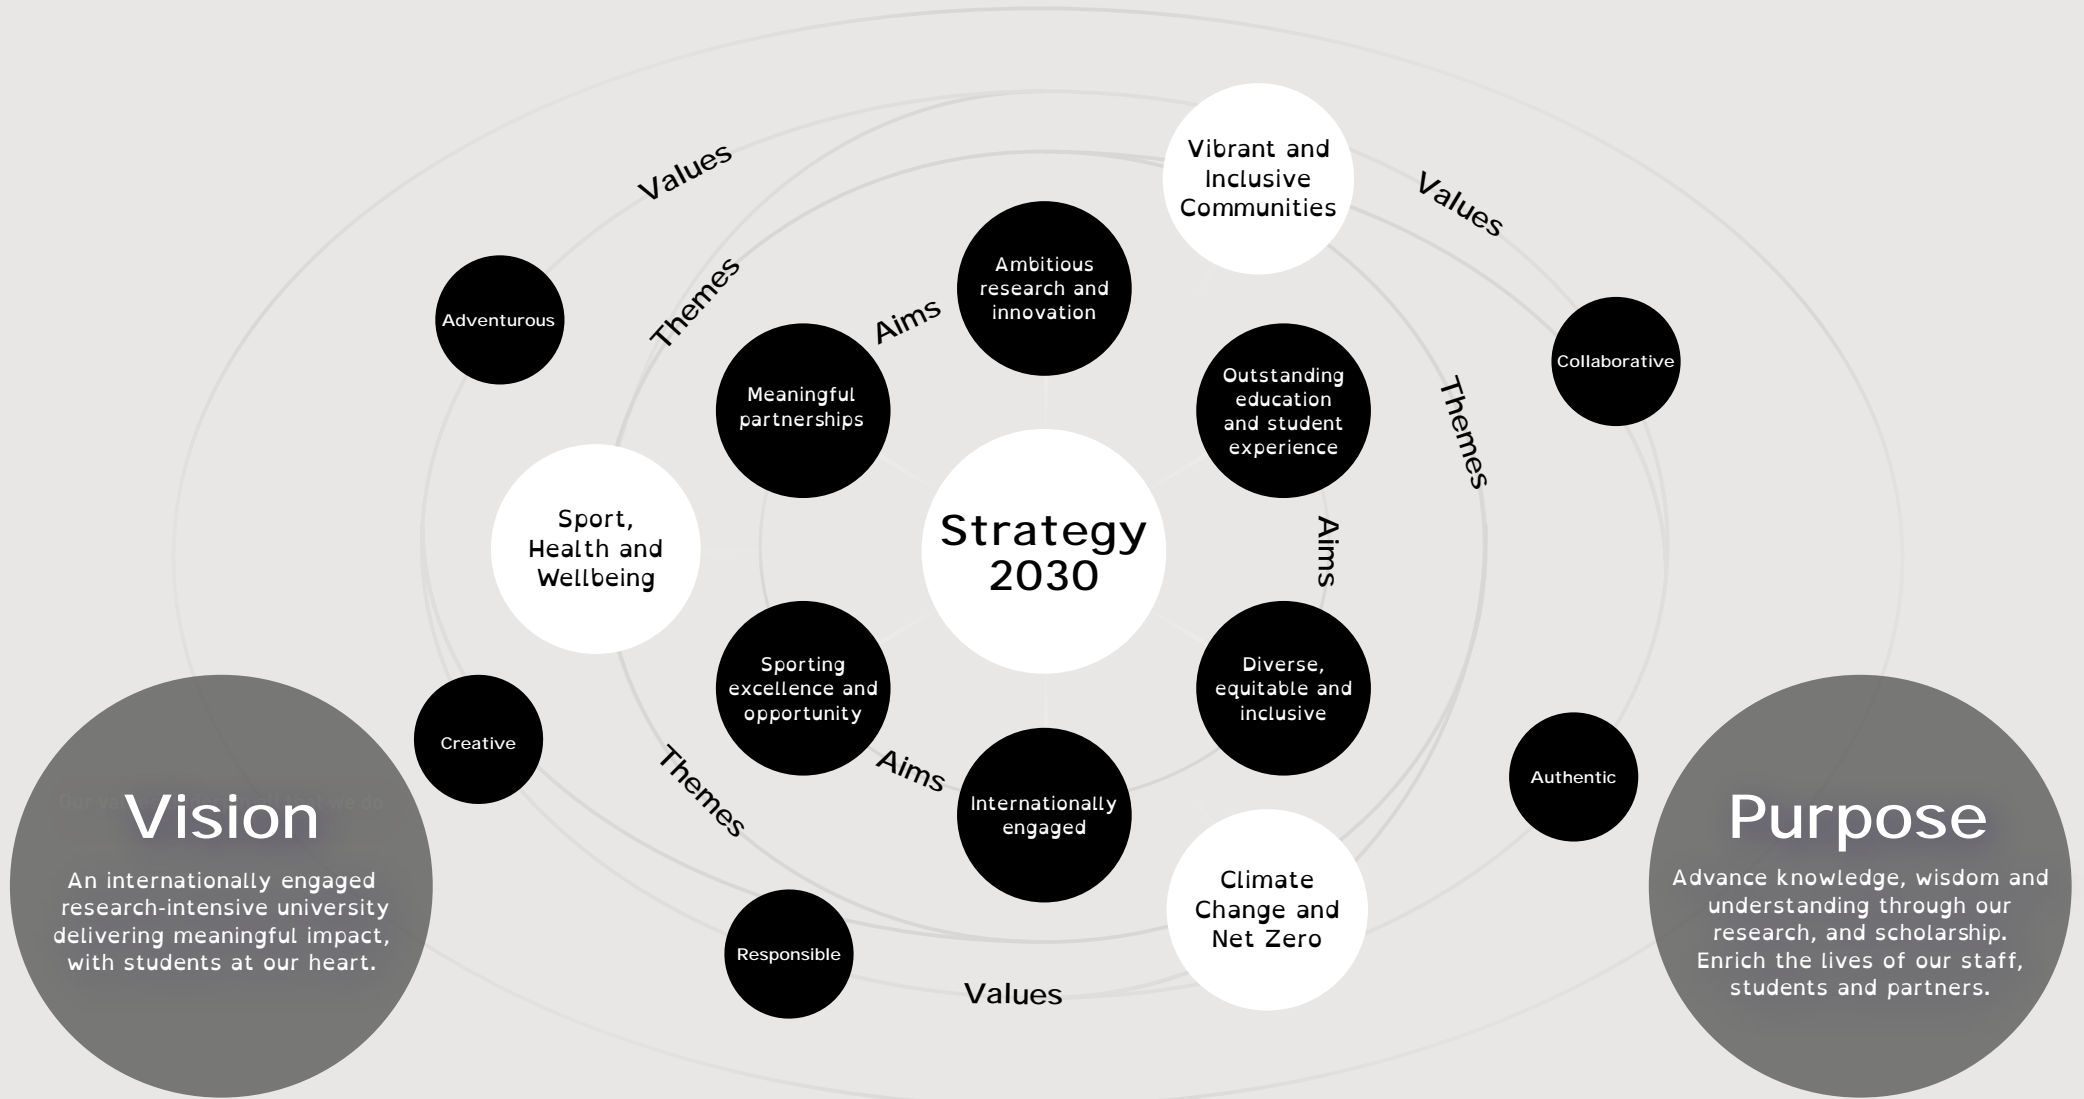 Values
Vibrant and
Inclusive
Communities
Values
Themes
Aims
Ambitious
research and
innovation
Adventurous
Collaborative
Meaningful
partnerships
Outstanding
education
and student
experience
Themes
Sport,
Health and
Wellbeing
Strategy
2030
Aims
Sporting
excellence and
opportunity
Diverse,
equitable and
inclusive
Creative
Themes
Aims
Internationally
engaged
Authentic
Climate
Change and
Net Zero
Responsible
Values
Our we do
Vision
An internationally engaged
research-intensive university
delivering meaningful impact,
with students at our heart.
Purpose
Advance knowledge, wisdom and
understanding through our
research, and scholarship.
Enrich the lives of our staff,
students and partners.